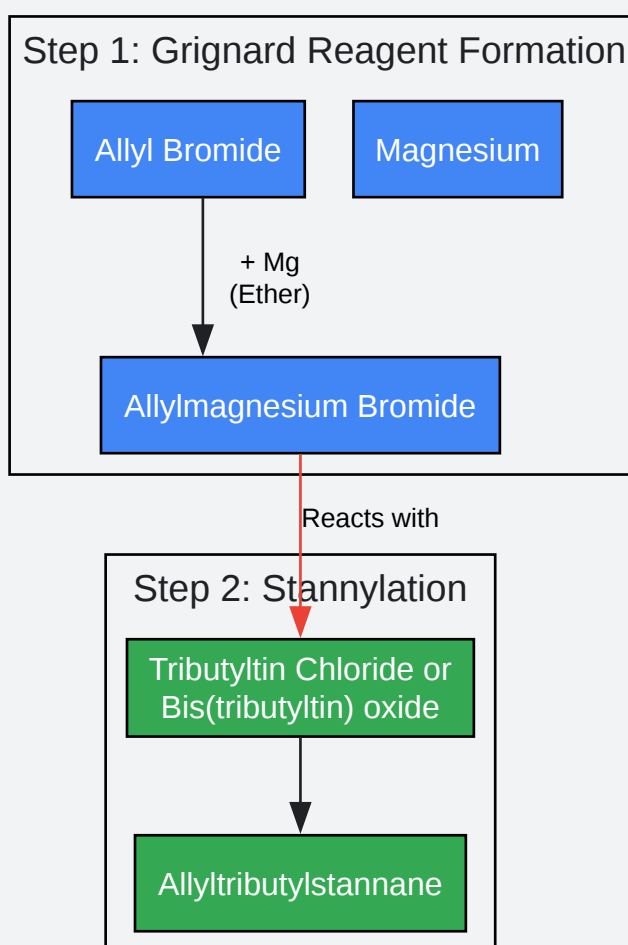 Step 1: Grignard Reagent Formation
Allyl Bromide
Magnesium
+ Mg
(Ether)
Allylmagnesium Bromide
Reacts with
Step 2: Stannylation
Tributyltin Chloride or
Bis(tributyltin) oxide
Allyltributylstannane